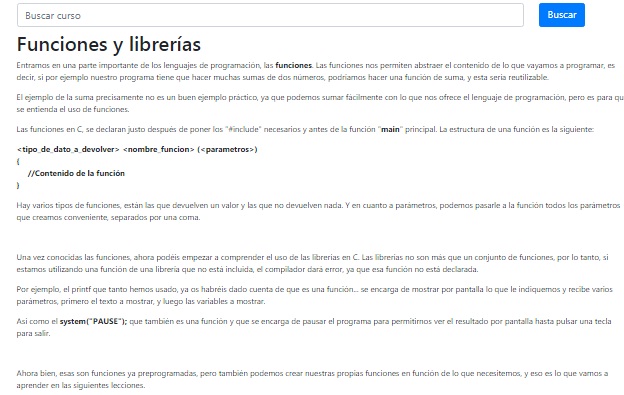 Buscar curso
Buscar
Funciones y librerías
Entramos en una parte importante de los lenguajes de programación, las funciones. Las funciones nos permiten abstraer el contenido de lo que vayamos a programar, es
decir, si por ejemplo nuestro programa tiene que hacer muchas sumas de dos números, podríamos hacer una función de suma, y esta sería reutilizable.
El ejemplo de la suma precisamente no es un buen ejemplo práctico, ya que podemos sumar fácilmente con lo que nos ofrece el lenguaje de programación, pero es para qu
se entienda el uso de funciones.
Las funciones en C, se declaran justo después de poner los "#include" necesarios y antes de la función "main" principal. La estructura de una función es la siguiente:
<tipo_de_dato_a_devolver> <nombre_funcion> (<parametros>)
{
//Contenido de la función
}
Hay varios tipos de funciones, están las que devuelven un valor y las que no devuelven nada. Y en cuanto a parámetros, podemos pasarle a la función todos los parámetros
que creamos conveniente, separados por una coma.
Una vez conocidas las funciones, ahora podéis empezar a comprender el uso de las librerías en C. Las librerías no son más que un conjunto de funciones, por lo tanto, si
estamos utilizando una función de una librería que no está incluida, el compilador dará error, ya que esa función no está declarada.
Por ejemplo, el printf que tanto hemos usado, ya os habréis dado cuenta de que es una función... se encarga de mostrar por pantalla lo que le indiquemos y recibe varios
parámetros, primero el texto a mostrar, y luego las variables a mostrar.
Así como el system("PAUSE"); que también es una función y que se encarga de pausar el programa para permitirnos ver el resultado por pantalla hasta pulsar una tecla
para salir.
Ahora bien, esas son funciones ya preprogramadas, pero también podemos crear nuestras propias funciones en función de lo que necesitemos, y eso es lo que vamos a
aprender en las siguientes lecciones.